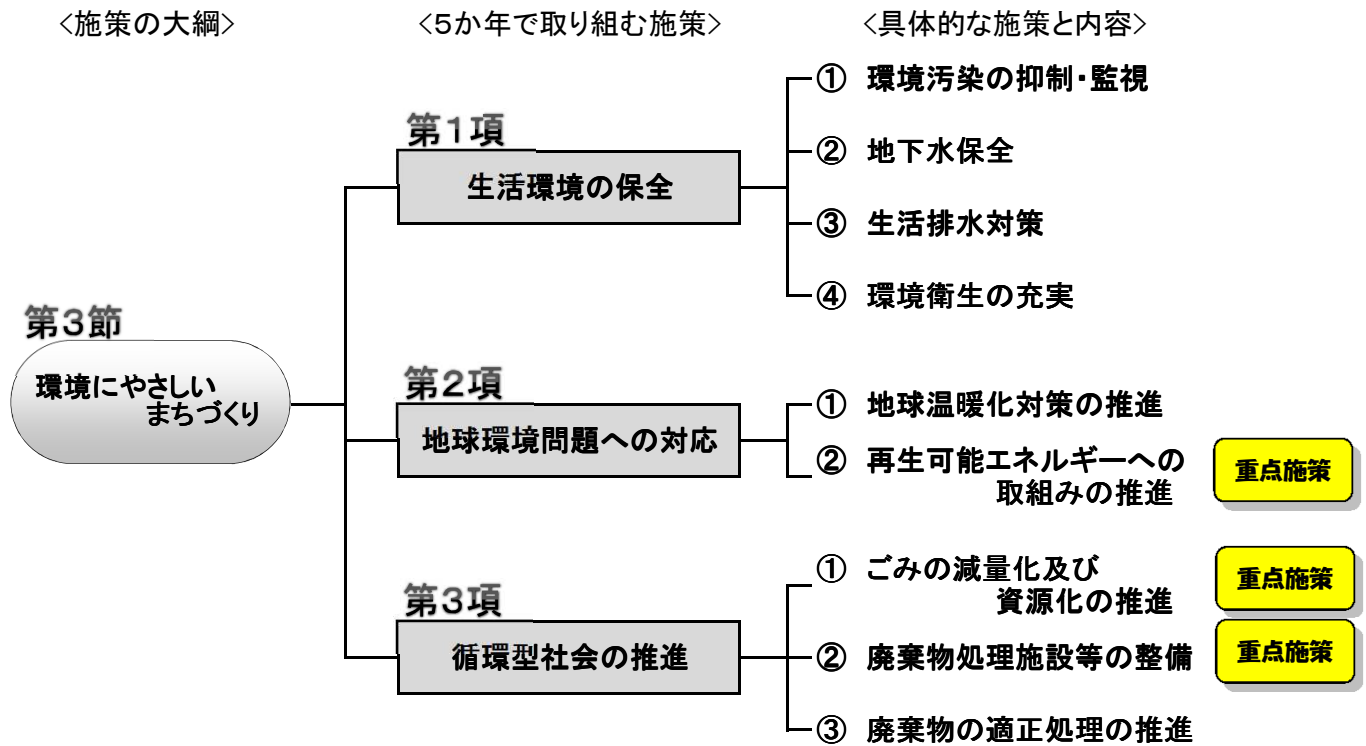 <施策の大綱>
<5か年で取り組む施策>
<具体的な施策と内容>
第3節
環境にやさしい
まちづくり
第1項
生活環境の保全
① 環境汚染の抑制・監視
② 地下水保全
③ 生活排水対策
④ 環境衛生の充実
第2項
地球環境問題への対応
① 地球温暖化対策の推進
② 再生可能エネルギーへの
取組みの推進
重点施策
第3項
循環型社会の推進
① ごみの減量化及び
資源化の推進
重点施策
② 廃棄物処理施設等の整備
重点施策
③ 廃棄物の適正処理の推進